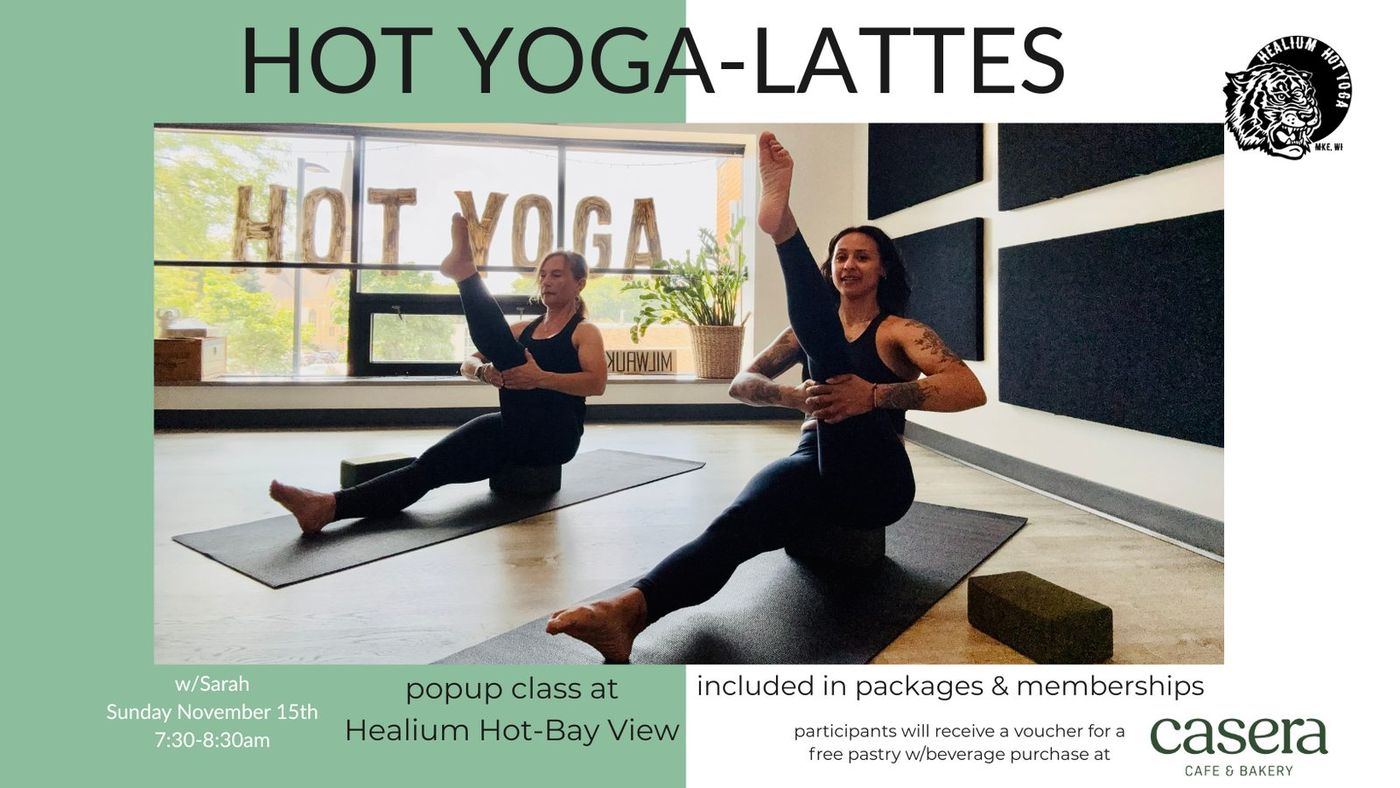 HOT YOGA-LATTES
HEALIUM HOT YOGA
MKE, WI
HOT YOGA
MILWAUK
w/Sarah
Sunday November 15th
7:30-8:30am
popup class at
Healium Hot-Bay View
included in packages & memberships
participants will receive a voucher for a
free pastry w/beverage purchase at
casera
CAFE & BAKERY